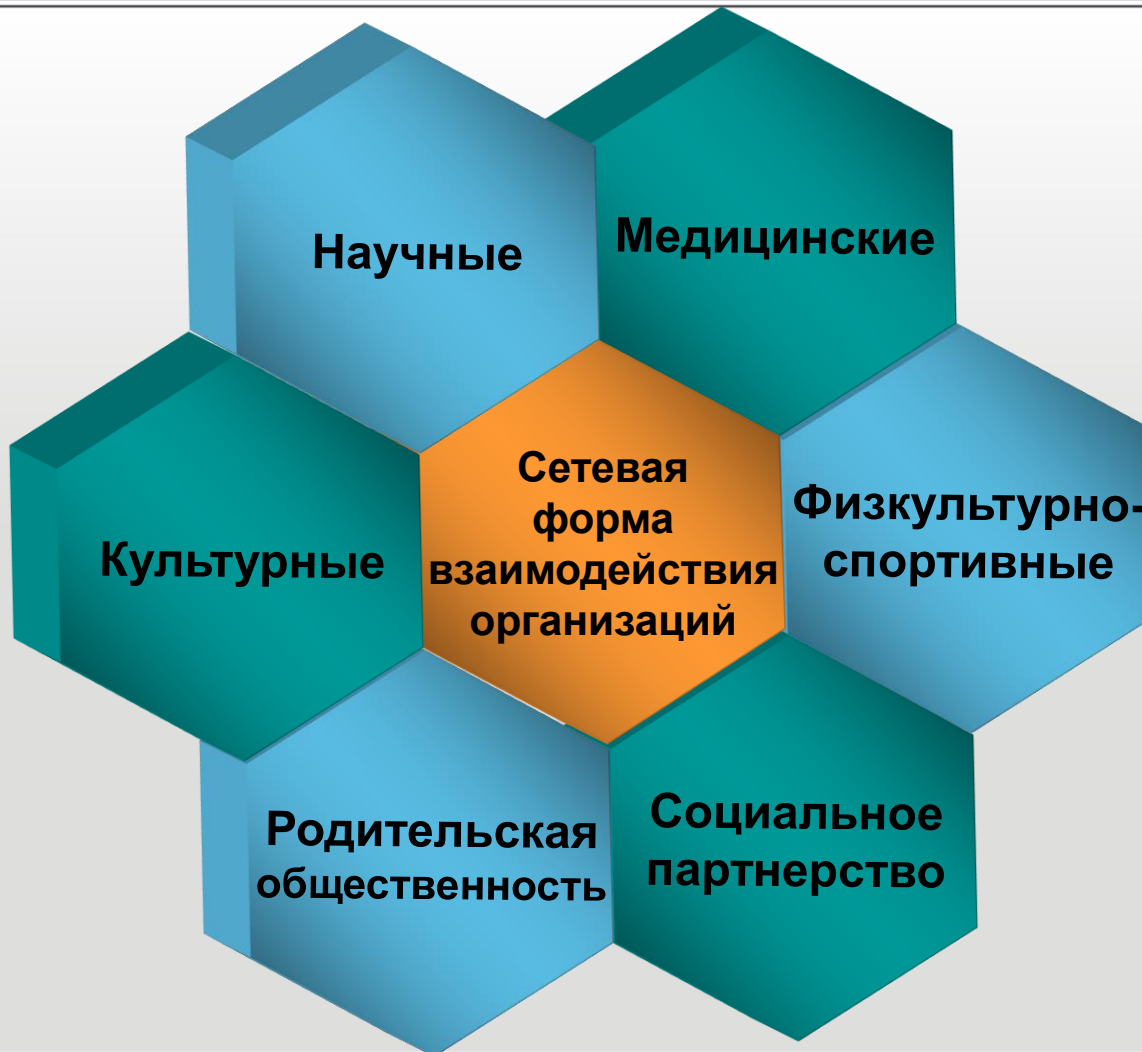 Научные
Медицинские
Культурные
Сетевая
форма
взаимодействия
организаций
Физкультурно-
спортивные
Родительская
общественность
Социальное
партнерство